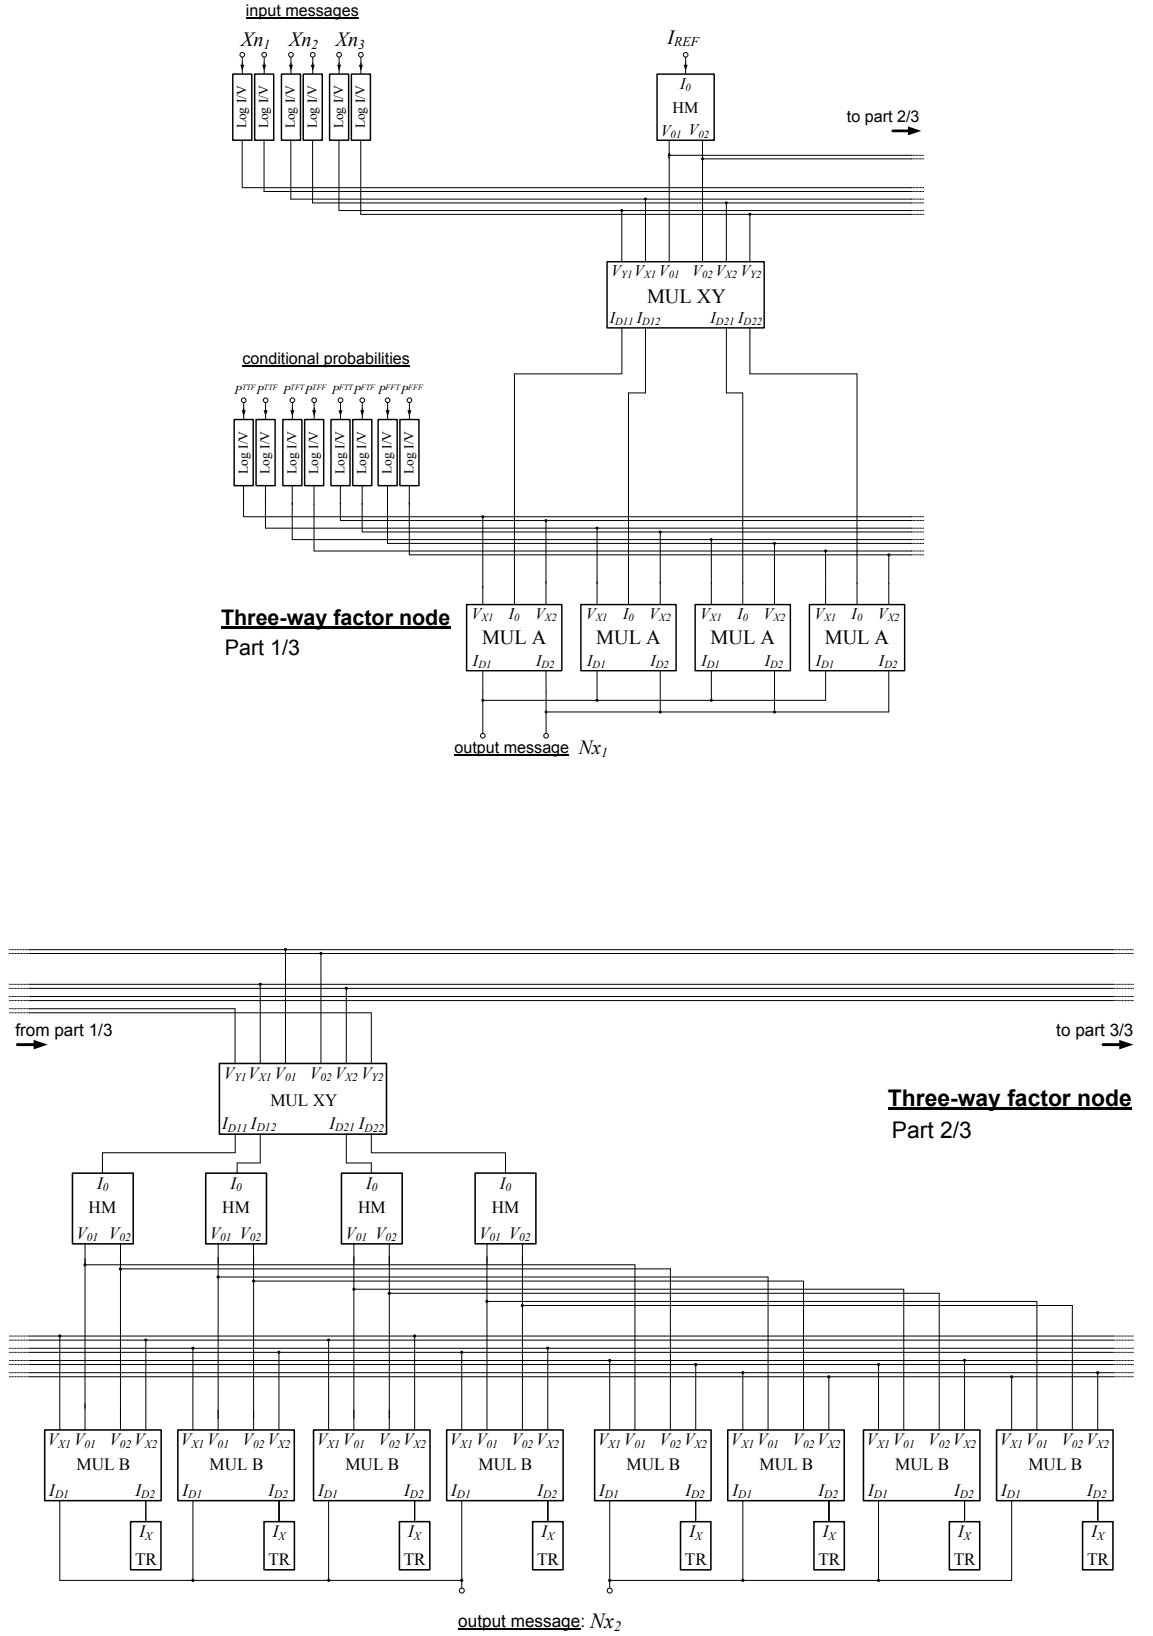 input messages
Xn1 Xn2 Xn3 IREF
Log I/V Log I/V Log I/V Log I/V Log I/V Log I/V
I0
HM
V01 V02
to part 2/3
VY1 VX1 V01 V02 VX2 VY2
MUL XY
ID11 ID12 ID21 ID22
conditional probabilities
PTTF PTTF PTFT PTFF PFTT PFTF PFFT PFFF
Log I/V Log I/V Log I/V Log I/V Log I/V Log I/V Log I/V Log I/V
Three-way factor node
Part 1/3
VX1 I0 VX2 VX1 I0 VX2 VX1 I0 VX2 VX1 I0 VX2
MUL A MUL A MUL A MUL A
ID1 ID2 ID1 ID2 ID1 ID2 ID1 ID2
output message Nx1
from part 1/3
to part 3/3
VY1 VX1 V01 V02 VX2 VY2
MUL XY
ID11 ID12 ID21 ID22
Three-way factor node
Part 2/3
I0 I0 I0 I0
HM HM HM HM
V01 V02 V01 V02 V01 V02 V01 V02
VX1 V01 V02 VX2 VX1 V01 V02 VX2 VX1 V01 V02 VX2 VX1 V01 V02 VX2 VX1 V01 V02 VX2 VX1 V01 V02 VX2 VX1 V01 V02 VX2 VX1 V01 V02 VX2
MUL B MUL B MUL B MUL B MUL B MUL B MUL B MUL B
ID1 ID2 ID1 ID2 ID1 ID2 ID1 ID2 ID1 ID2 ID1 ID2 ID1 ID2 ID1 ID2
IX IX IX IX IX IX IX IX
TR TR TR TR TR TR TR TR
output message: Nx2